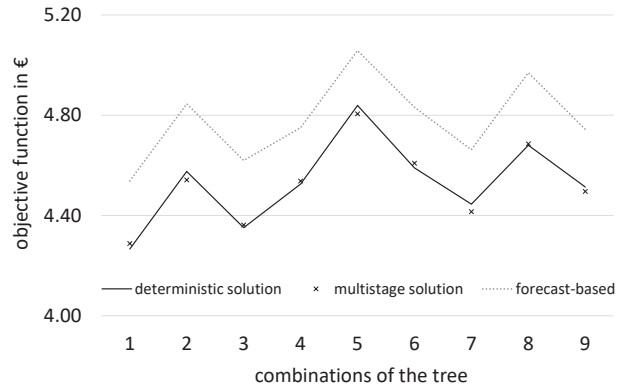 5.20
4.80
4.40
4.00
objective function in €
deterministic solution
multistage solution
forecast-based
1 2 3 4 5 6 7 8 9
combinations of the tree